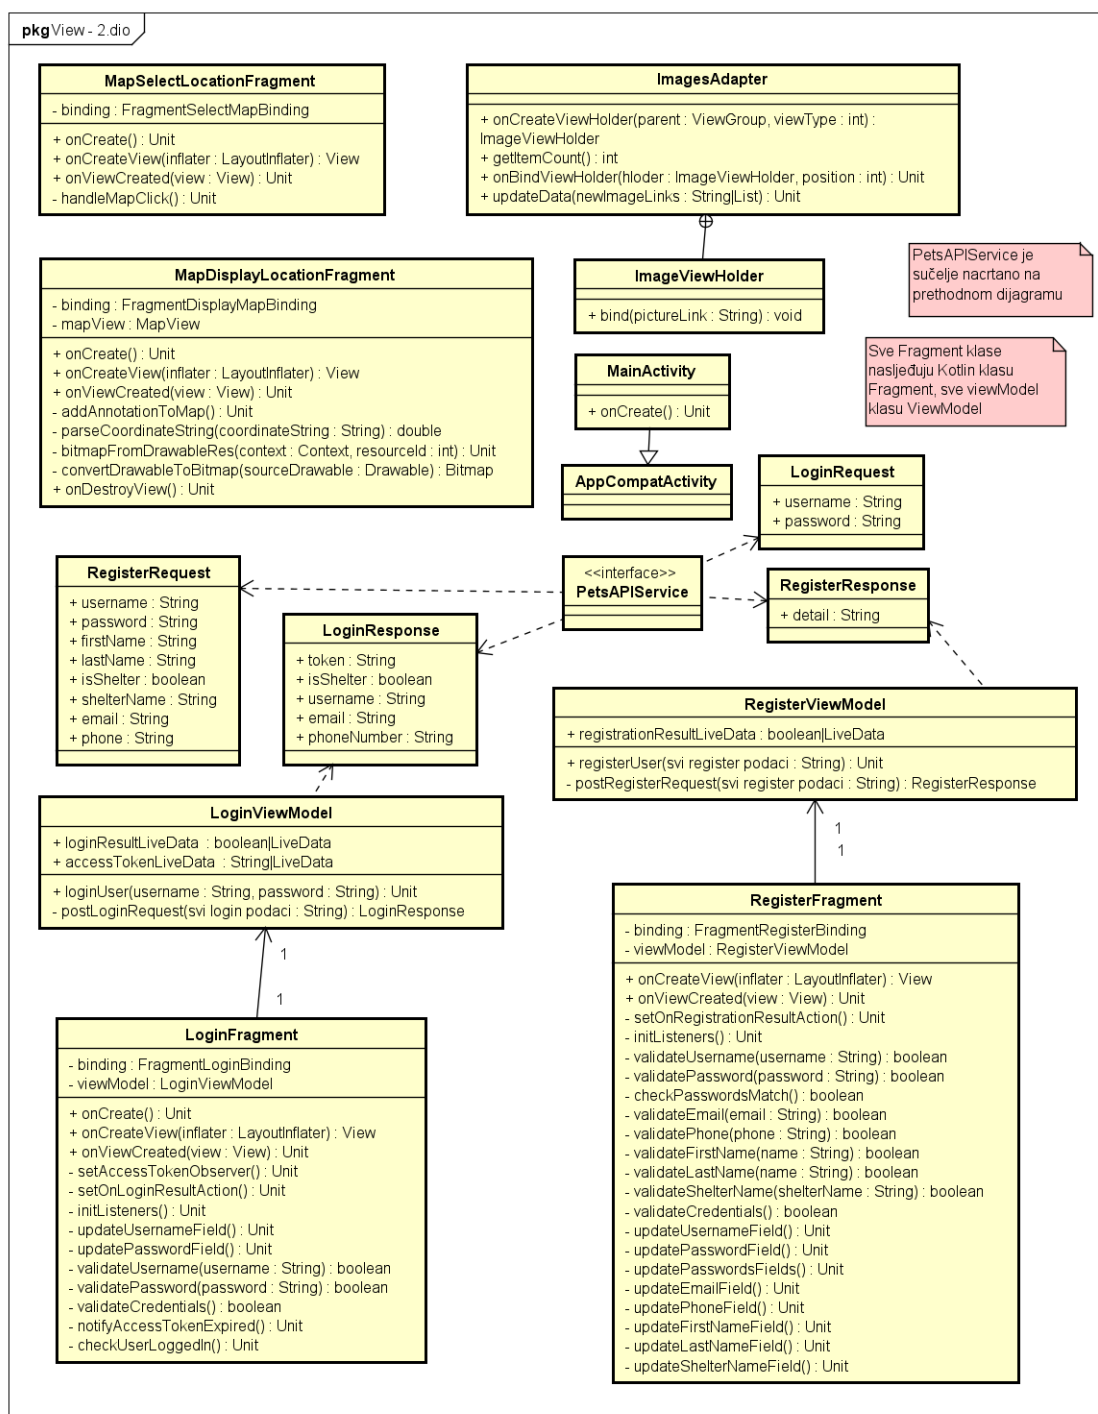 pkg View - 2.dio
MapSelectLocationFragment
- binding : FragmentSelectMapBinding
+ onCreate() : Unit
+ onCreateView(inflater : LayoutInflater) : View
+ onViewCreated(view : View) : Unit
- handleMapClick() : Unit
ImagesAdapter
+ onCreateViewHolder(parent : ViewGroup, viewType : int) :
ImageViewHolder
+ getItemCount() : int
+ onBindViewHolder(hloder : ImageViewHolder, position : int) : Unit
+ updateData(newImageLinks : String|List) : Unit
MapDisplayLocationFragment
- binding : FragmentDisplayMapBinding
- mapView : MapView
+ onCreate() : Unit
+ onCreateView(inflater : LayoutInflater) : View
+ onViewCreated(view : View) : Unit
- addAnnotationToMap() : Unit
- parseCoordinateString(coordinateString : String) : double
- bitmapFromDrawableRes(context : Context, resourceId : int) : Unit
- convertDrawableToBitmap(sourceDrawable : Drawable) : Bitmap
+ onDestroyView() : Unit
ImageViewHolder
+ bind(pictureLink : String) : void
PetsAPIService je
sučelje nacrtano na
prethodnom dijagramu
Sve Fragment klase
nasljeđuju Kotlin klasu
Fragment, sve viewModel
klasu ViewModel
MainActivity
+ onCreate() : Unit
AppCompatActivity
LoginRequest
+ username : String
+ password : String
RegisterRequest
+ username : String
+ password : String
+ firstName : String
+ lastName : String
+ isShelter : boolean
+ shelterName : String
+ email : String
+ phone : String
<<interface>>
PetsAPIService
RegisterResponse
+ detail : String
LoginResponse
+ token : String
+ isShelter : boolean
+ username : String
+ email : String
+ phoneNumber : String
RegisterViewModel
+ registrationResultLiveData : boolean|LiveData
+ registerUser(svi register podaci : String) : Unit
- postRegisterRequest(svi register podaci : String) : RegisterResponse
LoginViewModel
+ loginResultLiveData : boolean|LiveData
+ accessTokenLiveData : String|LiveData
+ loginUser(username : String, password : String) : Unit
- postLoginRequest(svi login podaci : String) : LoginResponse
1
1
1
1
RegisterFragment
- binding : FragmentRegisterBinding
- viewModel : RegisterViewModel
+ onCreateView(inflater : LayoutInflater) : View
+ onViewCreated(view : View) : Unit
- setOnRegistrationResultAction() : Unit
- initListeners() : Unit
- validateUsername(username : String) : boolean
- validatePassword(password : String) : boolean
- checkPasswordsMatch() : boolean
- validateEmail(email : String) : boolean
- validatePhone(phone : String) : boolean
- validateFirstName(name : String) : boolean
- validateLastName(name : String) : boolean
- validateShelterName(shelterName : String) : boolean
- validateCredentials() : boolean
- updateUsernameField() : Unit
- updatePasswordField() : Unit
- updatePasswordsFields() : Unit
- updateEmailField() : Unit
- updatePhoneField() : Unit
- updateFirstNameField() : Unit
- updateLastNameField() : Unit
- updateShelterNameField() : Unit
LoginFragment
- binding : FragmentLoginBinding
- viewModel : LoginViewModel
+ onCreate() : Unit
+ onCreateView(inflater : LayoutInflater) : View
+ onViewCreated(view : View) : Unit
- setAccessTokenObserver() : Unit
- setOnLoginResultAction() : Unit
- initListeners() : Unit
- updateUsernameField() : Unit
- updatePasswordField() : Unit
- validateUsername(username : String) : boolean
- validatePassword(password : String) : boolean
- validateCredentials() : boolean
- notifyAccessTokenExpired() : Unit
- checkUserLoggedIn() : Unit